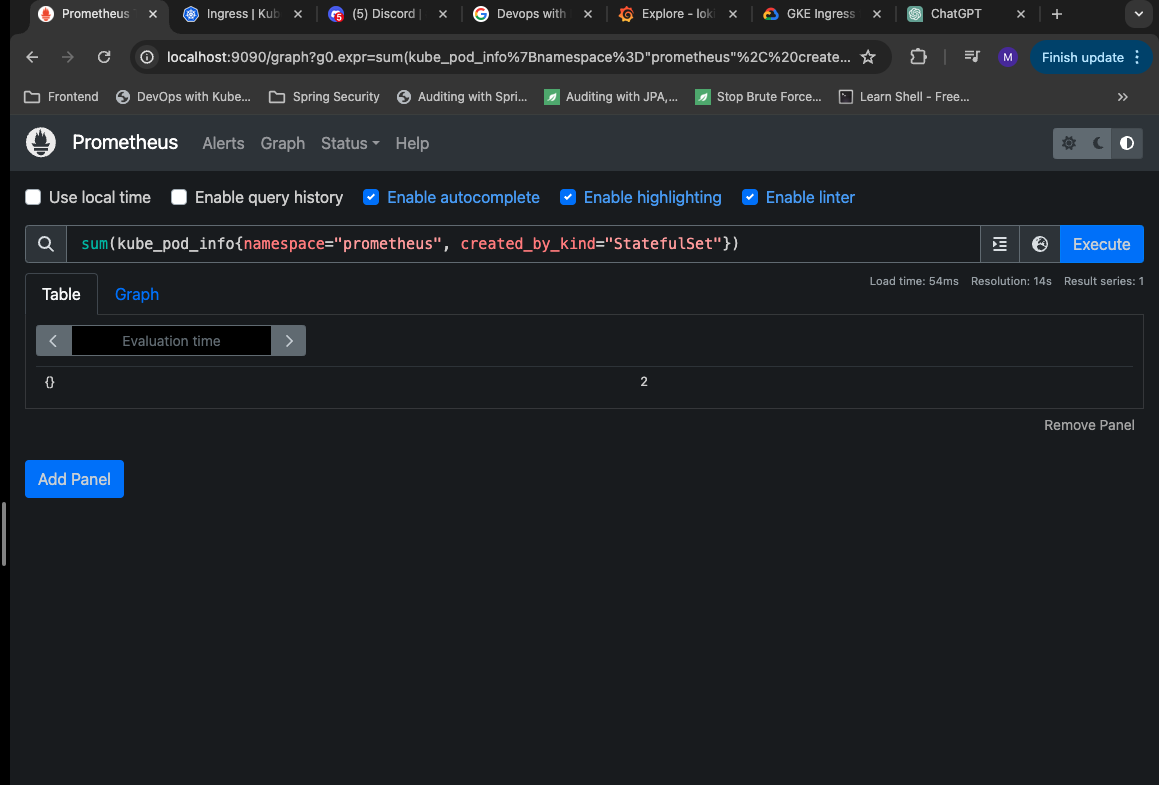 Prometheus
Ingress | Kub
(5) Discord |
Devops with
Explore - loki
GKE Ingress
ChatGPT
localhost:9090/graph?g0.expr=sum(kube_pod_info%7Bnamespace%3D"prometheus"%2C%20create...
M
Finish update
Frontend
DevOps with Kube...
Spring Security
Auditing with Spri...
Auditing with JPA,...
Stop Brute Force...
Learn Shell - Free...
»
Prometheus Alerts Graph Status Help
Use local time Enable query history Enable autocomplete Enable highlighting Enable linter
sum(kube_pod_info{namespace="prometheus", created_by_kind="StatefulSet"})
Execute
Table Graph
Load time: 54ms Resolution: 14s Result series: 1
Evaluation time
{} 2
Remove Panel
Add Panel